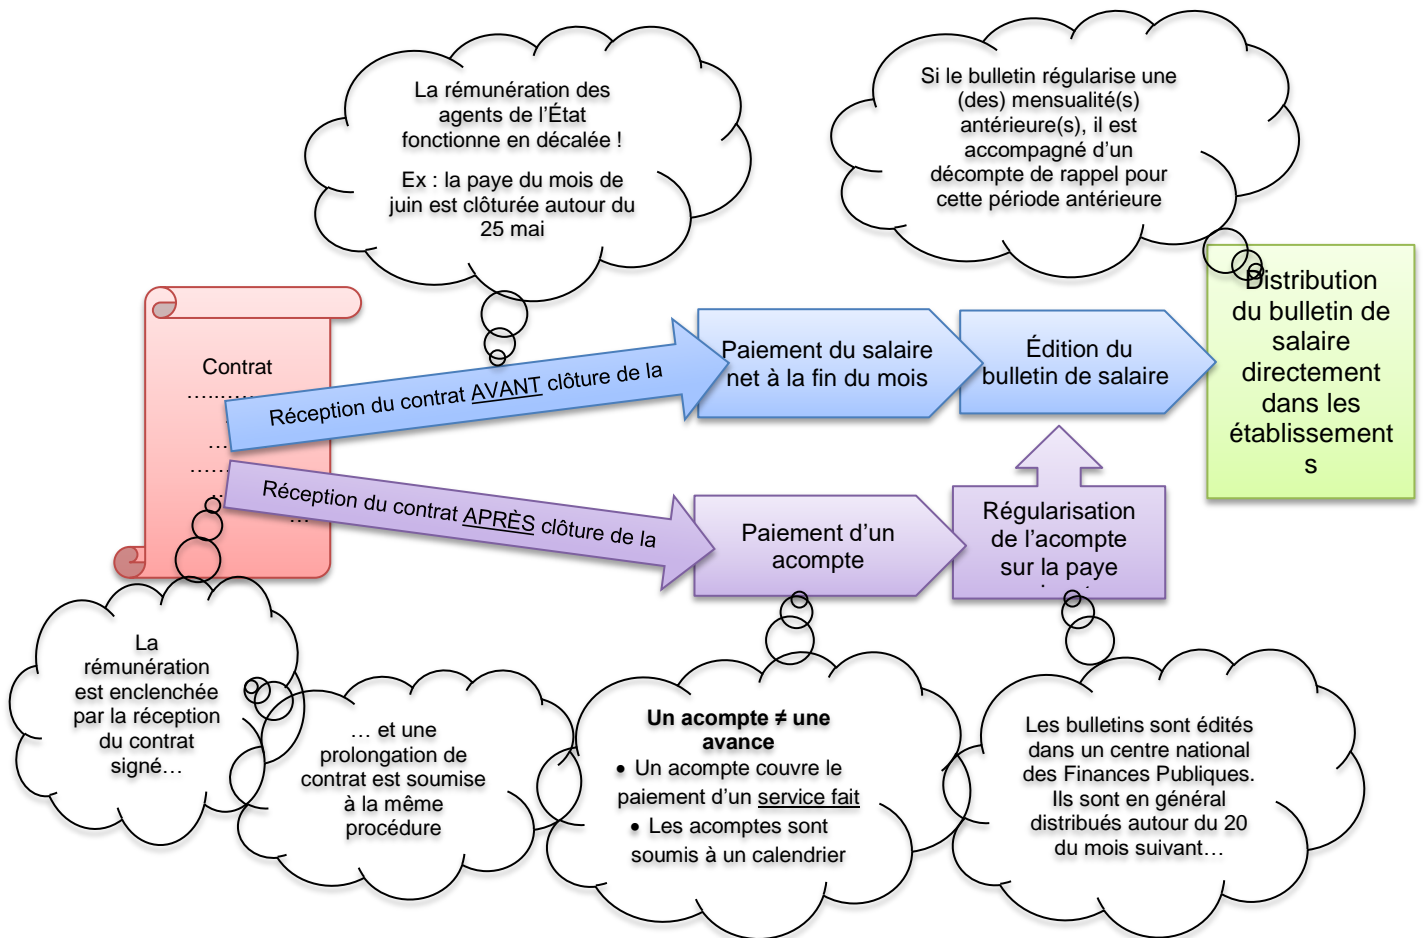 La rémunération des
agents de l'État
fonctionne en décalée !
Ex : la paye du mois de
juin est clôturée autour du
25 mai
Si le bulletin régularise une
(des) mensualité(s)
antérieure(s), il est
accompagné d'un
décompte de rappel pour
cette période antérieure
Contrat
Réception du contrat AVANT clôture de la
Paiement du salaire
net à la fin du mois
Édition du
bulletin de salaire
Distribution
du bulletin de
salaire
directement
dans les
établissement
s
Réception du contrat APRÈS clôture de la
Paiement d'un
acompte
Régularisation
de l'acompte
sur la paye
La
rémunération
est enclenchée
par la réception
du contrat
signé…
… et une
prolongation de
contrat est soumise
à la même
procédure
Un acompte ≠ une
avance
• Un acompte couvre le
paiement d'un service fait
• Les acomptes sont
soumis à un calendrier
Les bulletins sont édités
dans un centre national
des Finances Publiques.
Ils sont en général
distribués autour du 20
du mois suivant…